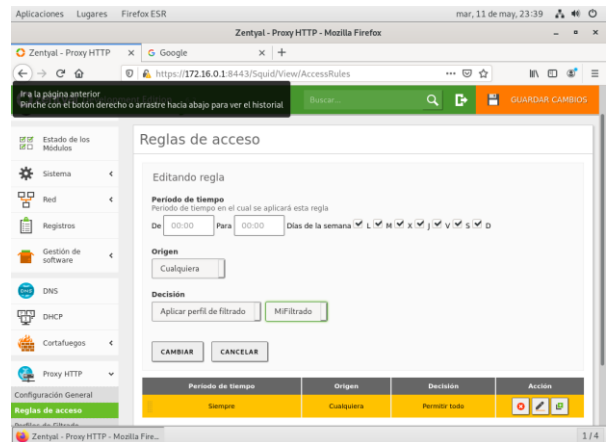 Aplicaciones Lugares Firefox ESR mar, 11 de may, 23:39
Zentyal - Proxy HTTP - Mozilla Firefox
Zentyal - Proxy HTTP × G Google × +
https://172.16.0.1:8443/Squid/View/AccessRules
Ir a la página anterior
Pinche con el botón derecho o arrastre hacia abajo para ver el historial
Buscar...
GUARDAR CAMBIOS
Estado de los
Módulos
Sistema
Red
Registros
Gestión de
software
DNS
DHCP
Cortafuegos
Proxy HTTP
Configuración General
Reglas de acceso
Perfiles de Filtrado
Reglas de acceso
Editando regla
Período de tiempo
Período de tiempo en el cual se aplicará esta regla
De 00:00 Para 00:00 Días de la semana L M X J V S D
Origen
Cualquiera
Decisión
Aplicar perfil de filtrado MiFiltrado
CAMBIAR CANCELAR
Período de tiempo Origen Decisión Acción
Siempre Cualquiera Permitir todo
Zentyal - Proxy HTTP - Mozilla Fire... 1/4